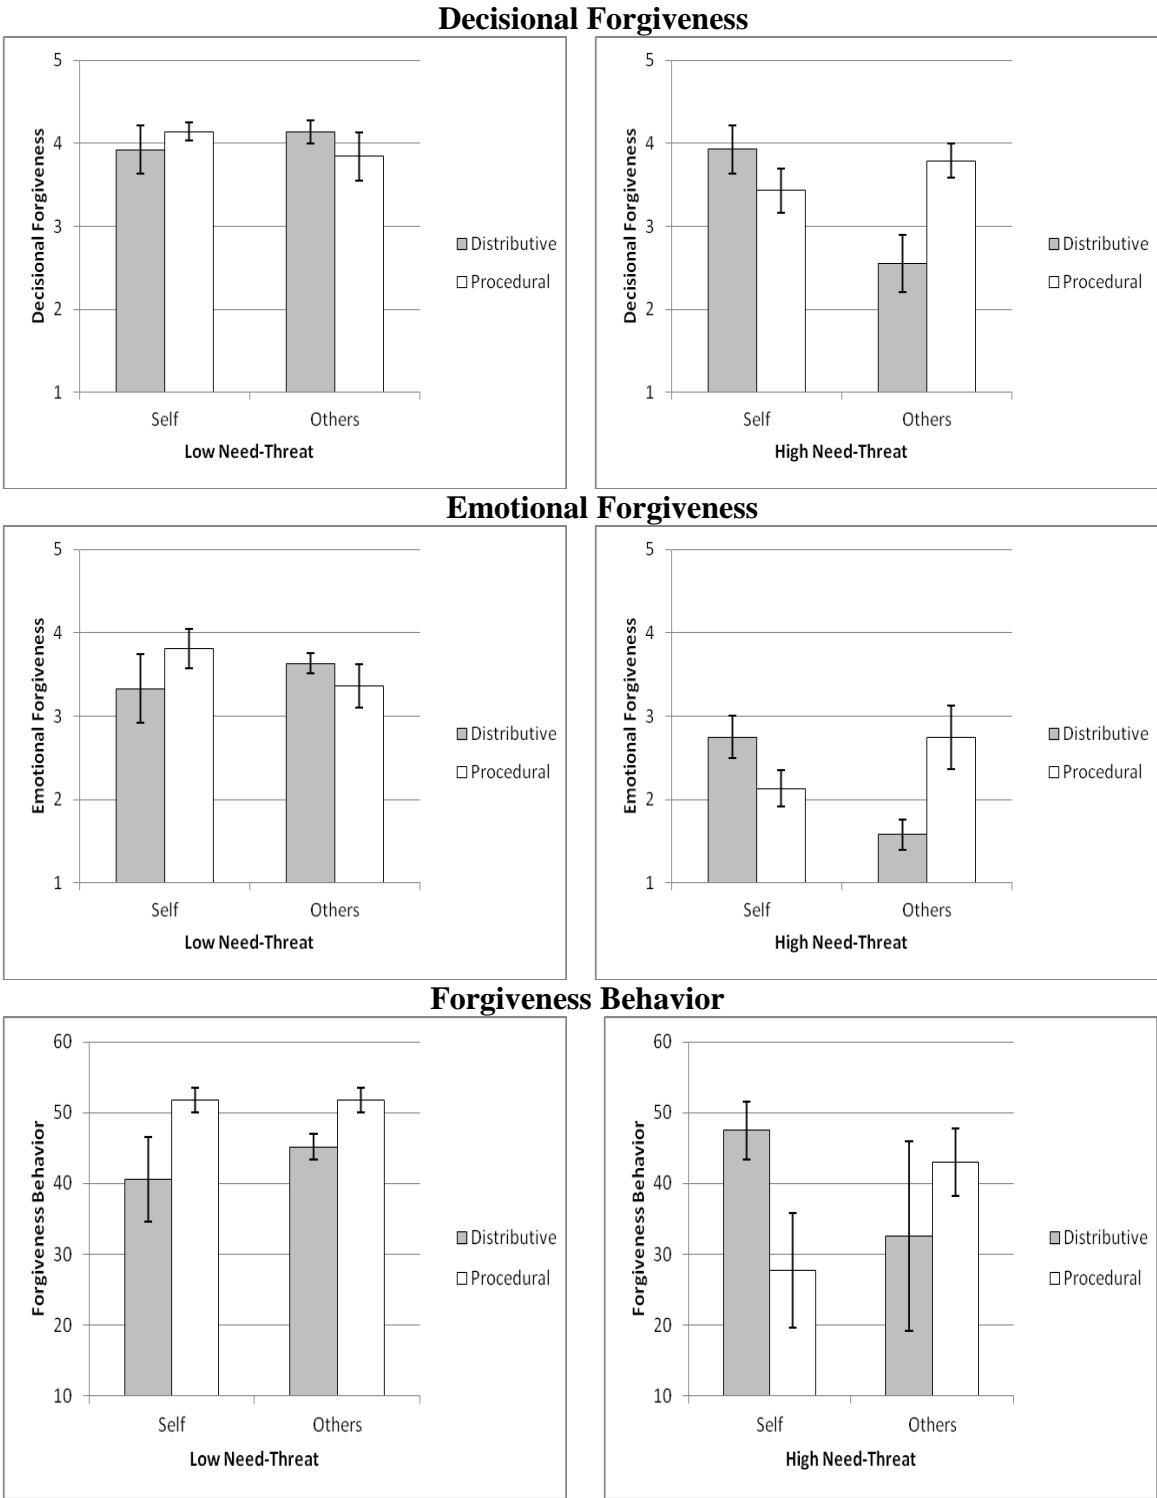 Decisional Forgiveness
5
4
3
2
1
Decisional Forgiveness
Self
Others
Low Need-Threat
Distributive
Procedural
5
4
3
2
1
Decisional Forgiveness
Self
Others
High Need-Threat
Distributive
Procedural
Emotional Forgiveness
5
4
3
2
1
Emotional Forgiveness
Self
Others
Low Need-Threat
Distributive
Procedural
5
4
3
2
1
Emotional Forgiveness
Self
Others
High Need-Threat
Distributive
Procedural
Forgiveness Behavior
60
50
40
30
20
10
Forgiveness Behavior
Self
Others
Low Need-Threat
Distributive
Procedural
60
50
40
30
20
10
Forgiveness Behavior
Self
Others
High Need-Threat
Distributive
Procedural